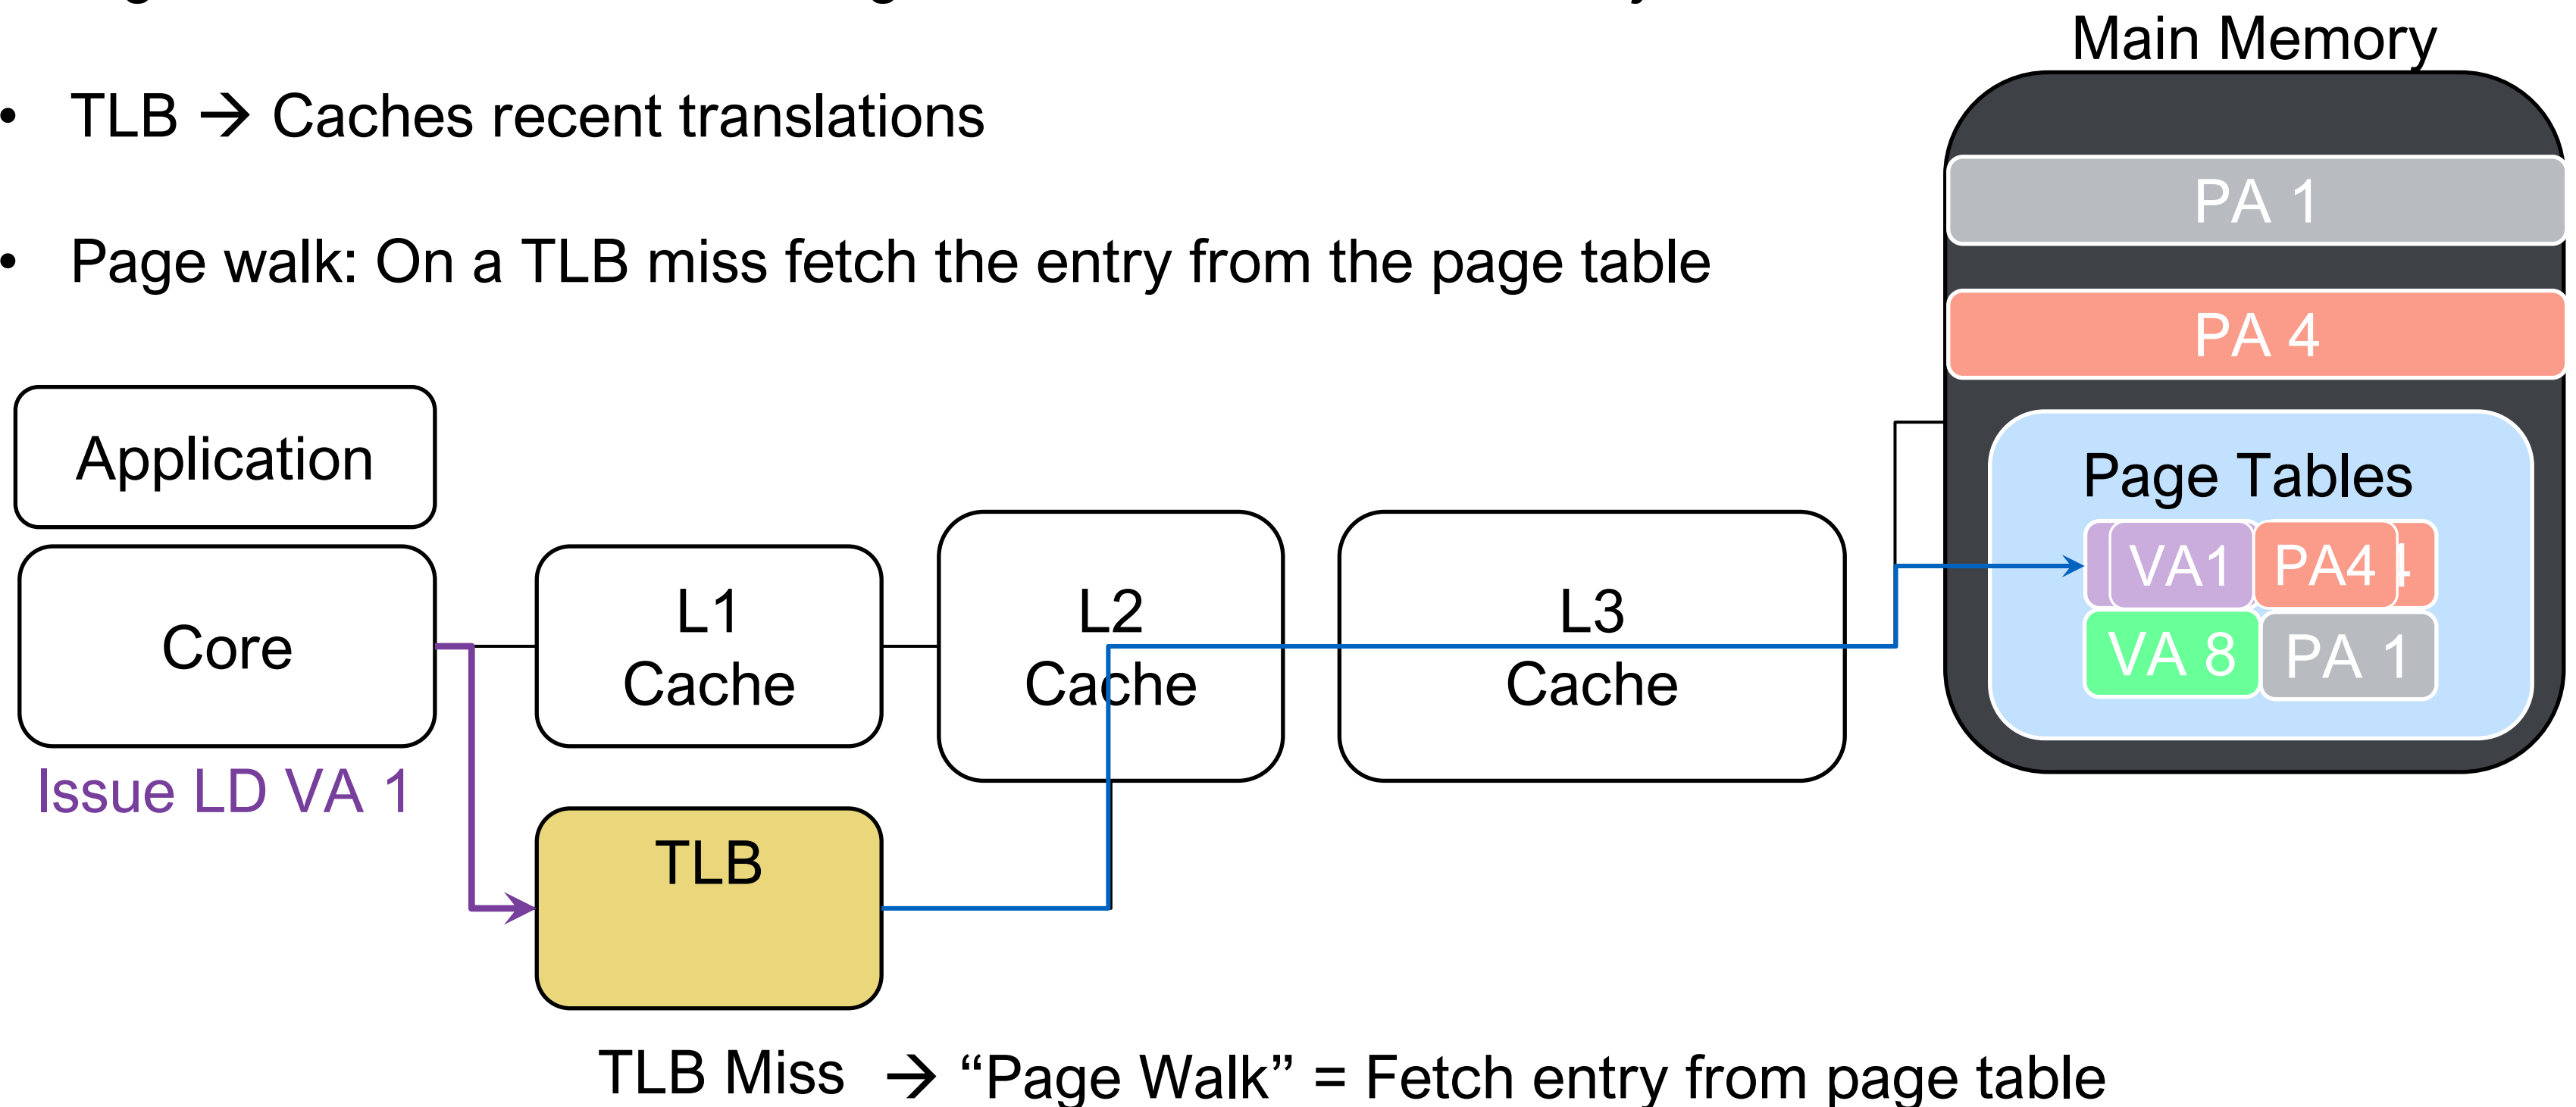 • TLB → Caches recent translations
• Page walk: On a TLB miss fetch the entry from the page table
Main Memory
PA 1
PA 4
Application
Core
L1
Cache
L2
Cache
L3
Cache
Page Tables
VA1 PA4
VA 8 PA 1
Issue LD VA 1
TLB
TLB Miss → “Page Walk” = Fetch entry from page table